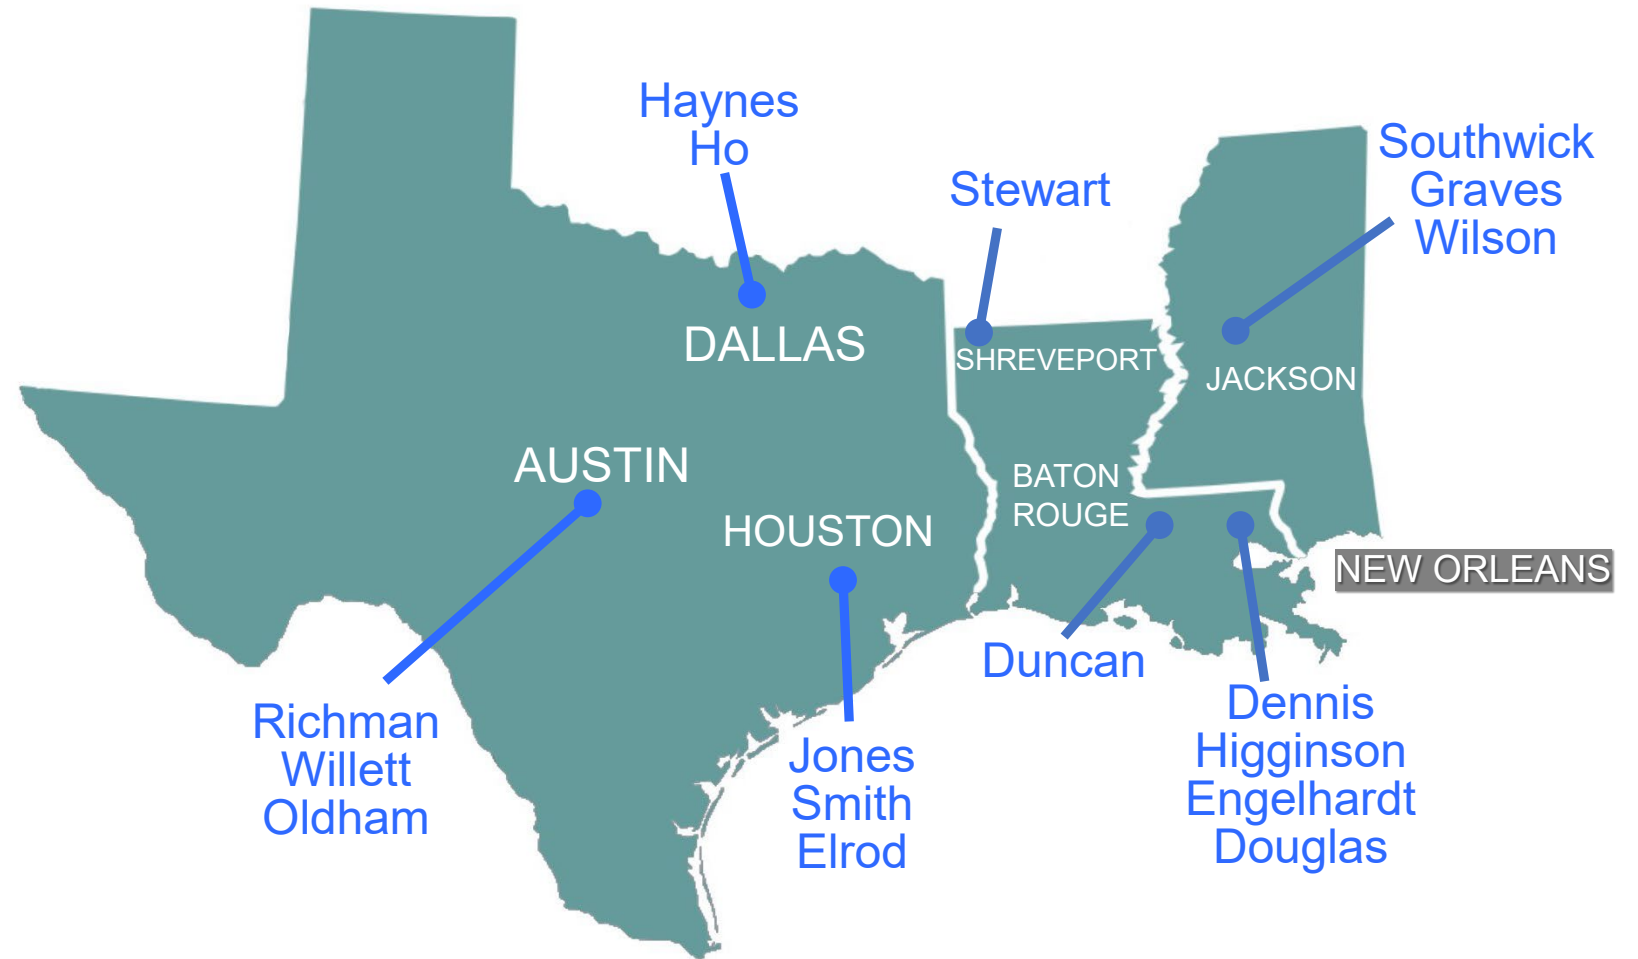 Haynes
Ho
DALLAS
Stewart
SHREVEPORT
Southwick
Graves
Wilson
JACKSON
AUSTIN
Richman
Willett
Oldham
HOUSTON
Jones
Smith
Elrod
BATON
ROUGE
Duncan
NEW ORLEANS
Dennis
Higginson
Engelhardt
Douglas